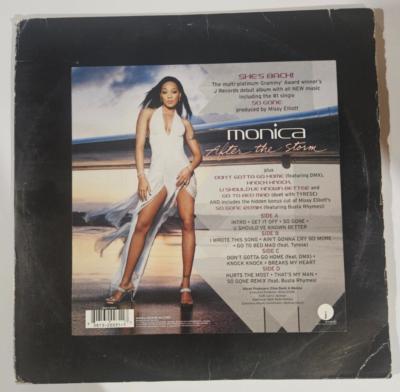 SHE'S BACK!
The multi-platinum Grammy® Award winner's
J Records debut album with all NEW music
including the #1 single
SO GONE
produced by Missy Elliott
monica
After the Storm
plus
DON'T GOTTA GO HOME (featuring DMX),
KNOCK KNOCK,
U SHOULD'VE KNOWN BETTER and
GO TO BED MAD (duet with TYRESE)
AND includes the hidden bonus cut of Missy Elliott's
SO GONE REMIX (featuring Busta Rhymes)
SIDE A
INTRO • GET IT OFF • SO GONE •
U SHOULD'VE KNOWN BETTER
SIDE B
I WROTE THIS SONG • AIN'T GONNA CRY NO MORE
• GO TO BED MAD (feat. Tyrese)
SIDE C
DON'T GOTTA GO HOME (feat. DMX) •
KNOCK KNOCK • BREAKS MY HEART
SIDE D
HURTS THE MOST • THAT'S MY MAN •
SO GONE REMIX (feat. Busta Rhymes)